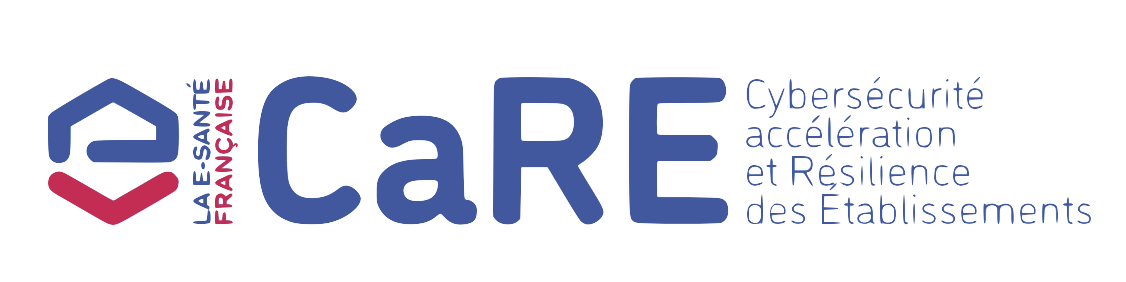 LA E-SANTÉ
FRANÇAISE
CaRE
Cybersécurité
accélération
et Résilience
des Établissements